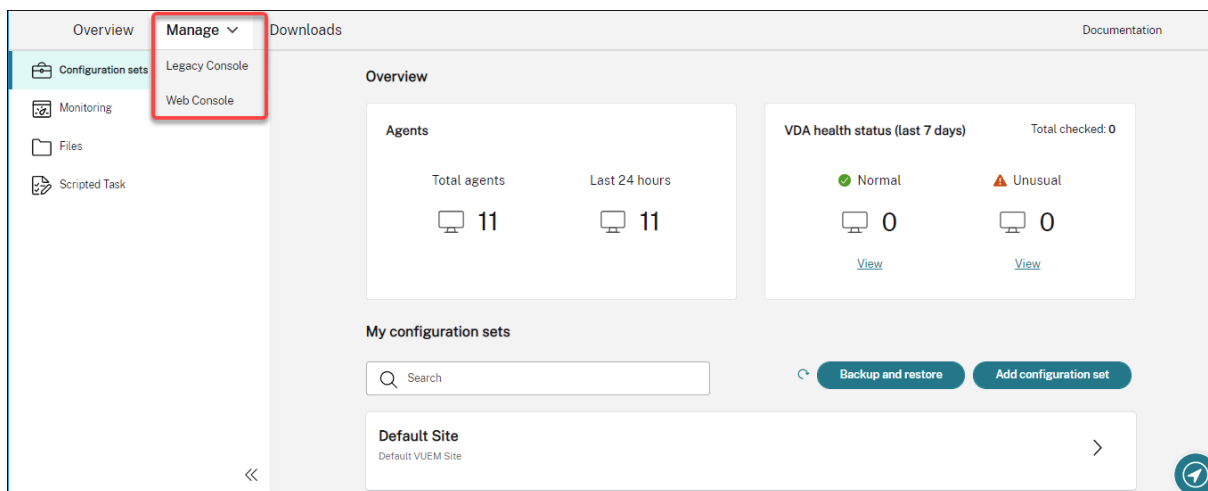 Overview Manage Downloads Documentation
Legacy Console
Web Console
Configuration sets
Monitoring
Files
Scripted Task
Overview
Agents
Total agents Last 24 hours
11 11
VDA health status (last 7 days) Total checked: 0
Normal Unusual
0 0
View View
My configuration sets
Search
Backup and restore Add configuration set
Default Site
Default VUEM Site